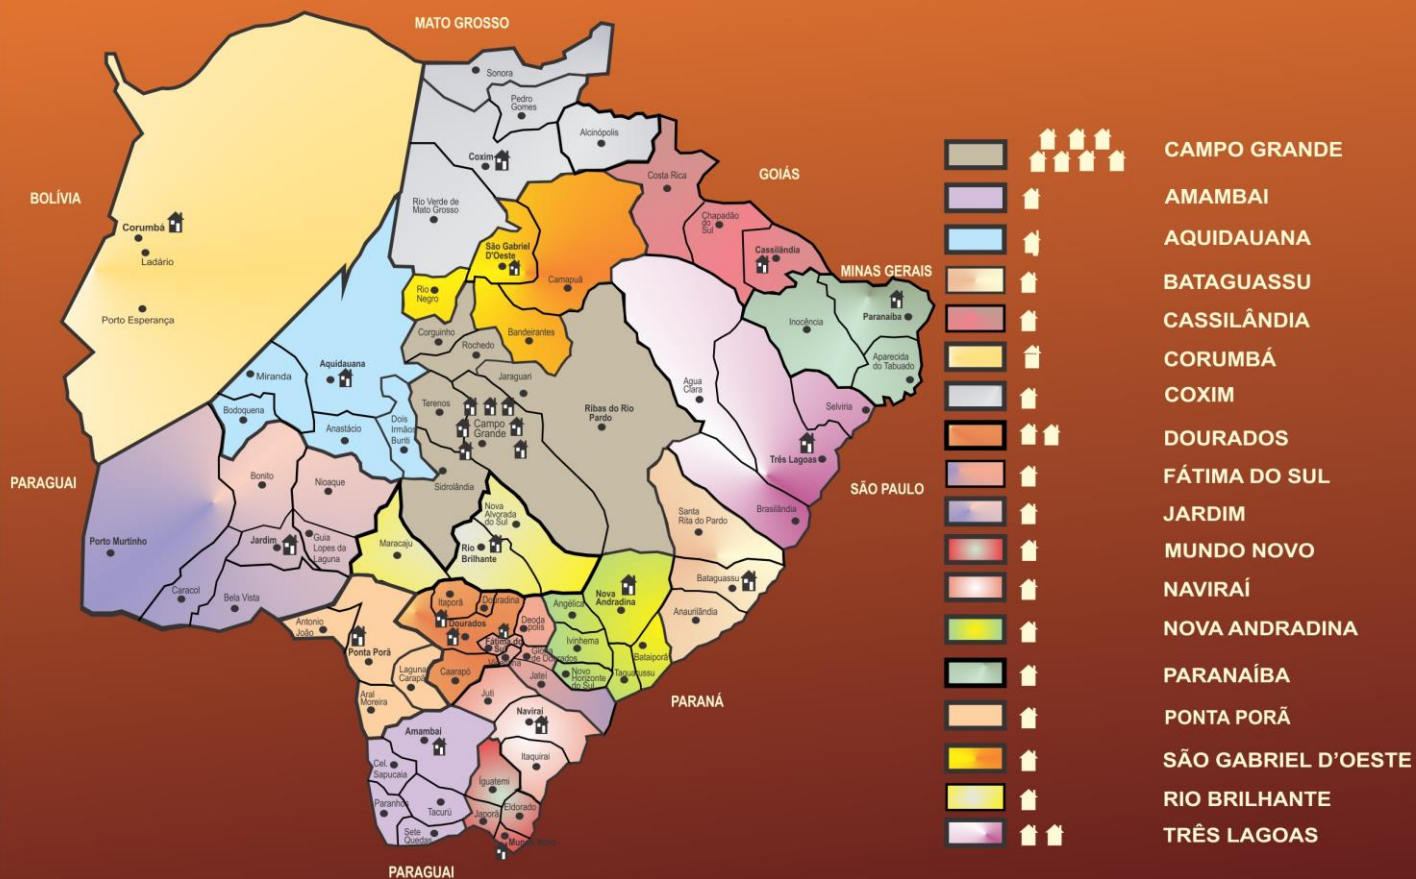 MATO GROSSO
Sonora
Pedro
Gomes
Alcinópolis
Coxim
GOIÁS
Costa Rica
BOLÍVIA
Rio Verde de
Mato Grosso
Chapadão
do
Sul
Corumbá
Ladário
São Gabriel
D'Oeste
Cassilândia
MINAS GERAIS
Camapuã
Rio
Negro
Paranaiba
Porto Esperança
Inocência
Corguinho
Bandeirantes
Rochedo
Aparecida
do Tabuado
Aquidauana
Miranda
Jaraguari
Agua
Clara
Terenos
Ribas do Rio
Pardo
Selviria
Bodoquena
Dois
Irmãos
Buriti
Anastácio
Campo
Grande
Três Lagoas
PARAGUAI
Bonito
Nioaque
Sidrolândia
SÃO PAULO
Nova
Alvorada
do Sul
Santa
Rita do Pardo
Brasilândia
Porto Murtinho
Jardim
Guia
Lopes da
Laguna
Maracaju
Rio
Brilhante
Bataguassu
Caracol
Bela Vista
Nova
Andradina
Itaporã
Douradina
Angélica
Anaurilândia
Antonio
João
Dourados
Deoda
polis
Ponta Porã
Fátima do
Sul
Ivinhema
Bataiporã
Glória
de Dourados
Laguna
Carapã
Caarapó
Jateí
Novo
Horizonte
do Sul
Taquarussu
Aral
Moreira
Juti
PARANÁ
Naviraí
Amambai
Itaquiraí
Cel.
Sapucaia
Iguatemi
Paranhos
Tacurú
Japorã
Eldorado
Sete
Quedas
Mundo Novo
PARAGUAI
CAMPO GRANDE
AMAMBAI
AQUIDAUANA
BATAGUASSU
CASSILÂNDIA
CORUMBÁ
COXIM
DOURADOS
FÁTIMA DO SUL
JARDIM
MUNDO NOVO
NAVIRAÍ
NOVA ANDRADINA
PARANAÍBA
PONTA PORÃ
SÃO GABRIEL D'OESTE
RIO BRILHANTE
TRÊS LAGOAS